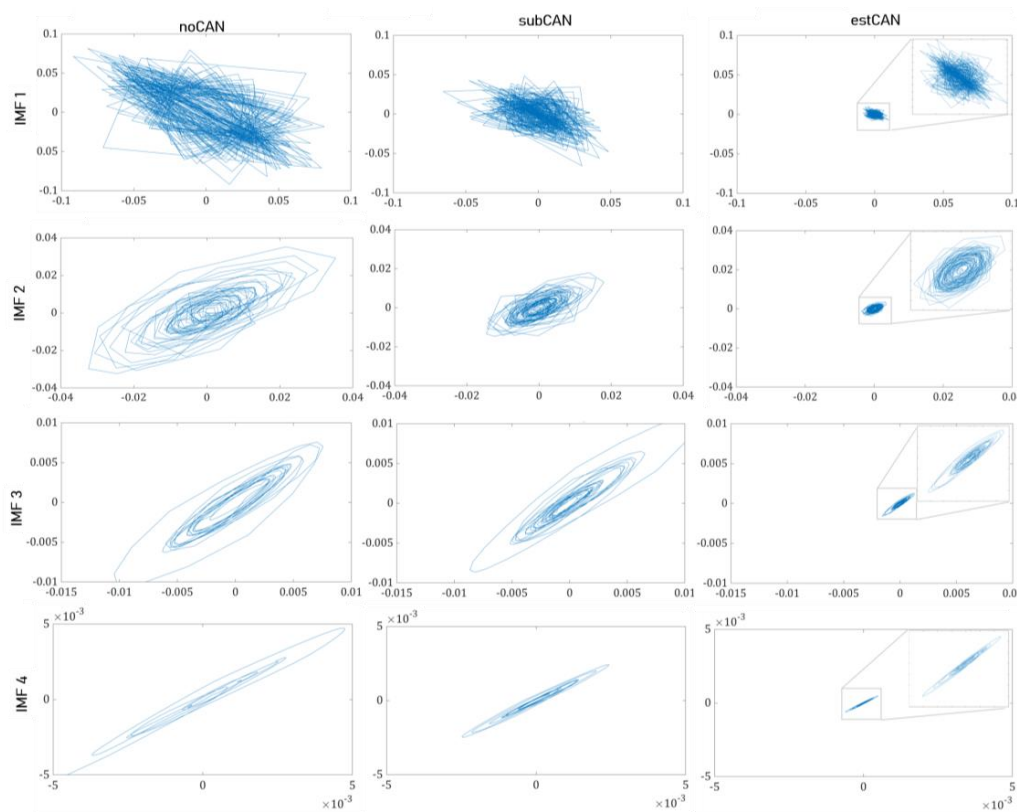 noCAN subCAN estCAN
IMF 1
0.1 0.1 0.1
0.05 0.05 0.05
0 0 0
-0.05 -0.05 -0.05
-0.1 -0.1 -0.1
-0.1 -0.05 0 0.05 0.1 -0.1 -0.05 0 0.05 0.1 -0.1 -0.05 0 0.05 0.1
IMF 2
0.04 0.04 0.04
0.02 0.02 0.02
0 0 0
-0.02 -0.02 -0.02
-0.04 -0.04 -0.04
-0.04 -0.02 0 0.02 0.04 -0.04 -0.02 0 0.02 0.04 -0.04 -0.02 0 0.02 0.04
IMF 3
0.01 0.01 0.01
0.005 0.005 0.005
0 0 0
-0.005 -0.005 -0.005
-0.01 -0.01 -0.01
-0.015 -0.01 -0.005 0 0.005 0.01 -0.015 -0.01 -0.005 0 0.005 0.01 -0.015 -0.01 -0.005 0 0.005 0.0
IMF 4
5 ×10⁻³ 5 ×10⁻³ 5 ×10⁻³
0 0 0
-5 -5 -5
-5 0 5 -5 0 5 -5 0 5
×10⁻³ ×10⁻³ ×10⁻³